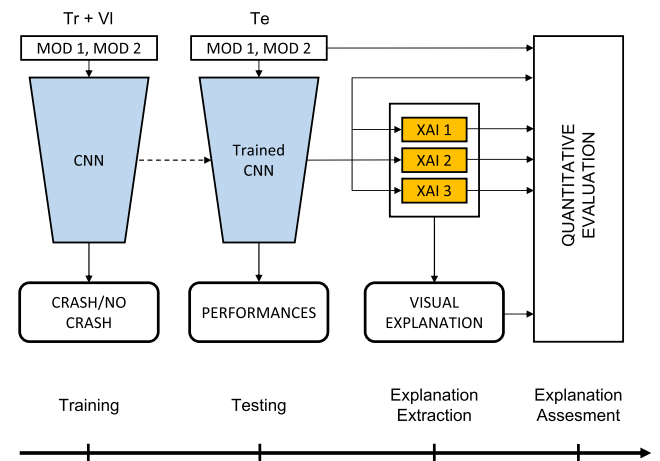 Tr + Vl
Te
MOD 1, MOD 2
MOD 1, MOD 2
CNN
Trained
CNN
XAI 1
XAI 2
XAI 3
QUANTITATIVE
EVALUATION
CRASH/NO
CRASH
PERFORMANCES
VISUAL
EXPLANATION
Training
Testing
Explanation
Extraction
Explanation
Assesment